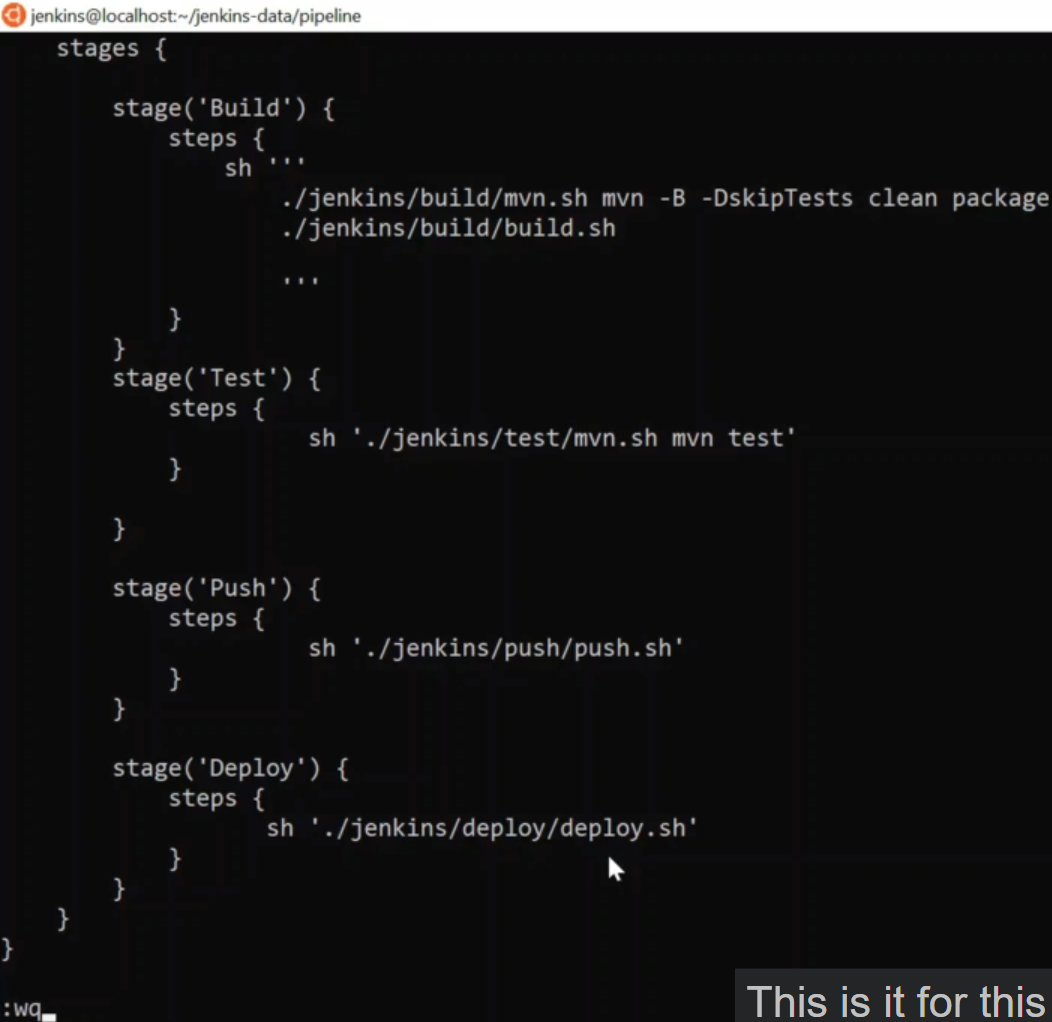 jenkins@localhost:~/jenkins-data/pipeline
    stages {
        stage('Build') {
            steps {
                sh '''
                    ./jenkins/build/mvn.sh mvn -B -DskipTests clean package
                    ./jenkins/build/build.sh
                    '''
            }
        }
        stage('Test') {
            steps {
                      sh './jenkins/test/mvn.sh mvn test'
            }
        }
        stage('Push') {
            steps {
                      sh './jenkins/push/push.sh'
            }
        }
        stage('Deploy') {
            steps {
                   sh './jenkins/deploy/deploy.sh'
            }
        }
    }
}
:wq
This is it for this